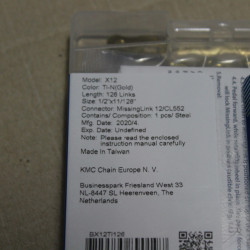 Model: X12
Color: Ti-N(Gold)
Length: 126 Links
Size: 1/2"x11/128"
Connector: MissingLink 12/CL552
Contains/ Composition: 1 pcs/ Steel
Mfg. Date: 2020/4
Exp. Date: Undefined
Note: Please read the enclosed
instruction manual carefully
Made in Taiwan
KMC Chain Europe N. V.
Businesspark Friesland West 33
NL-8447 SL Heerenveen, The
Netherlands
BX12TI126